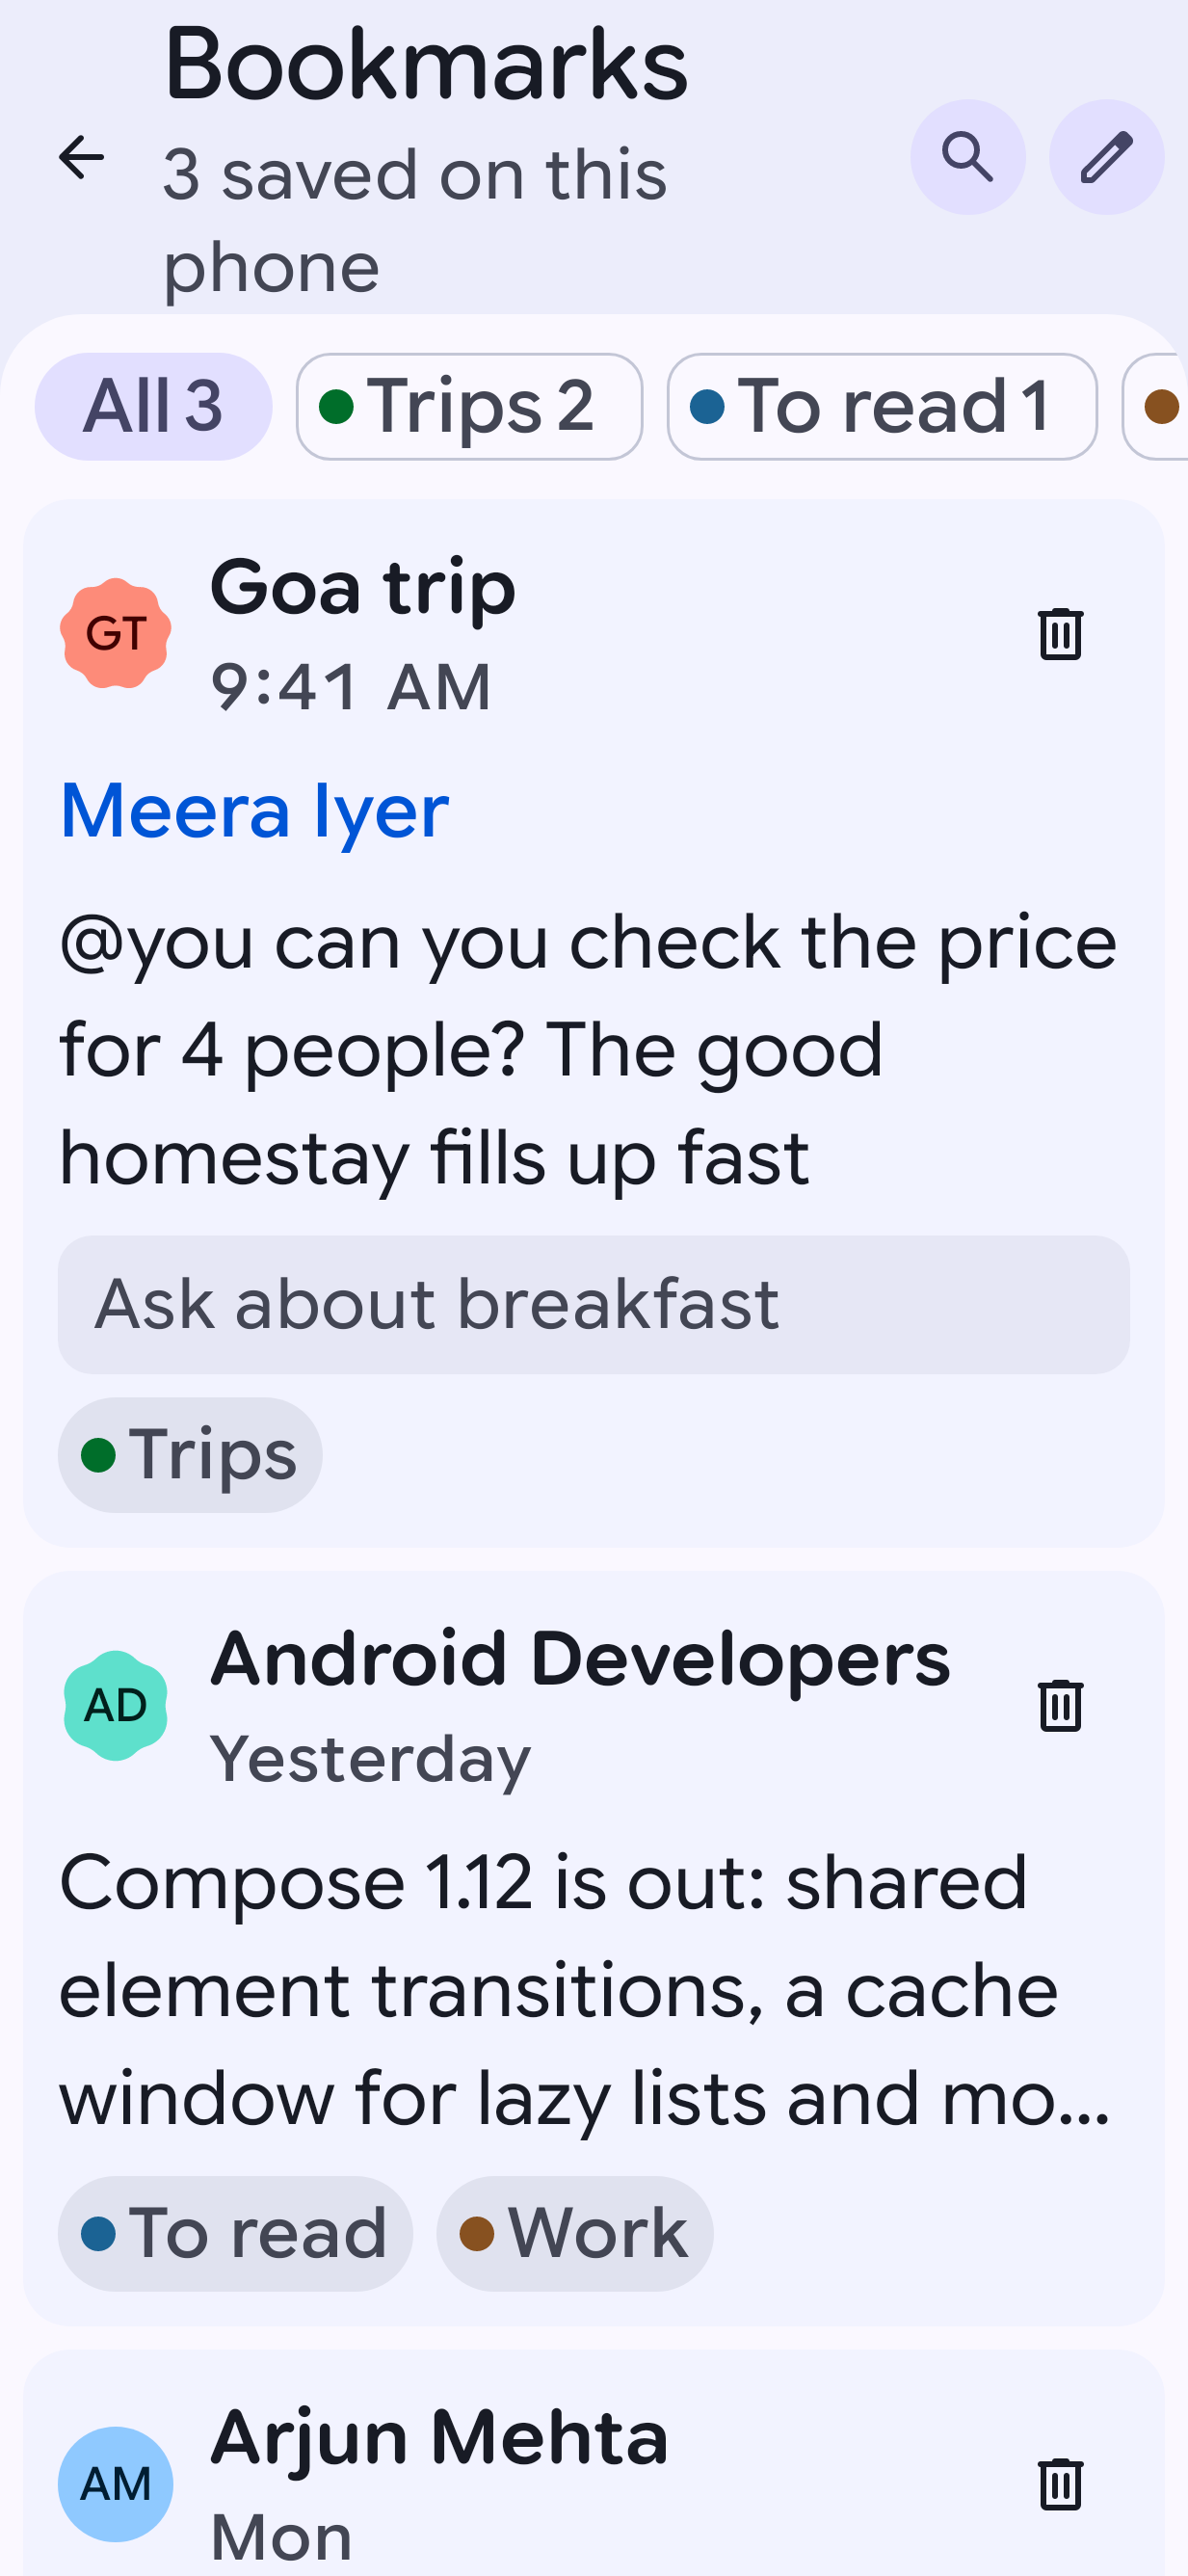 Bookmarks
3 saved on this
phone
All 3
Trips 2
To read 1
GT
Goa trip
9:41 AM
Meera Iyer
@you can you check the price
for 4 people? The good
homestay fills up fast
Ask about breakfast
Trips
AD
Android Developers
Yesterday
Compose 1.12 is out: shared
element transitions, a cache
window for lazy lists and mo...
To read
Work
AM
Arjun Mehta
Mon